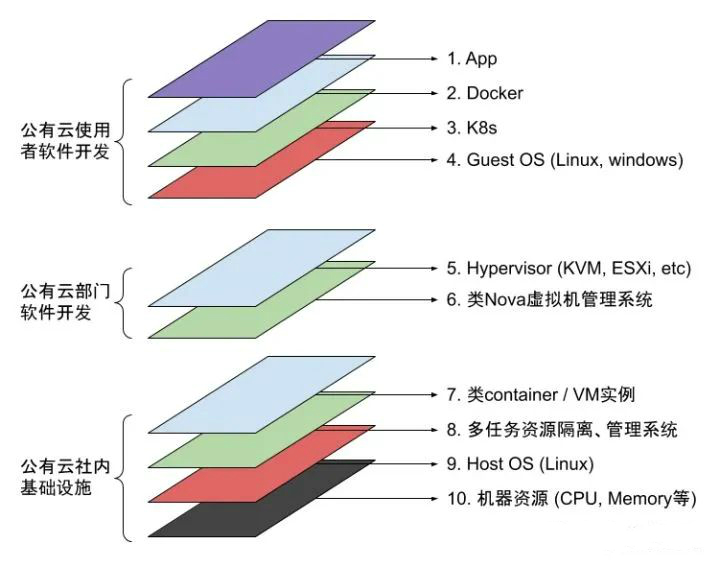 1. App
2. Docker
3. K8s
4. Guest OS (Linux, windows)
公有云使用
者软件开发
5. Hypervisor (KVM, ESXi, etc)
6. 类Nova虚拟机管理系统
公有云部门
软件开发
7. 类container / VM实例
8. 多任务资源隔离、管理系统
9. Host OS (Linux)
10. 机器资源 (CPU, Memory等)
公有云社内
基础设施